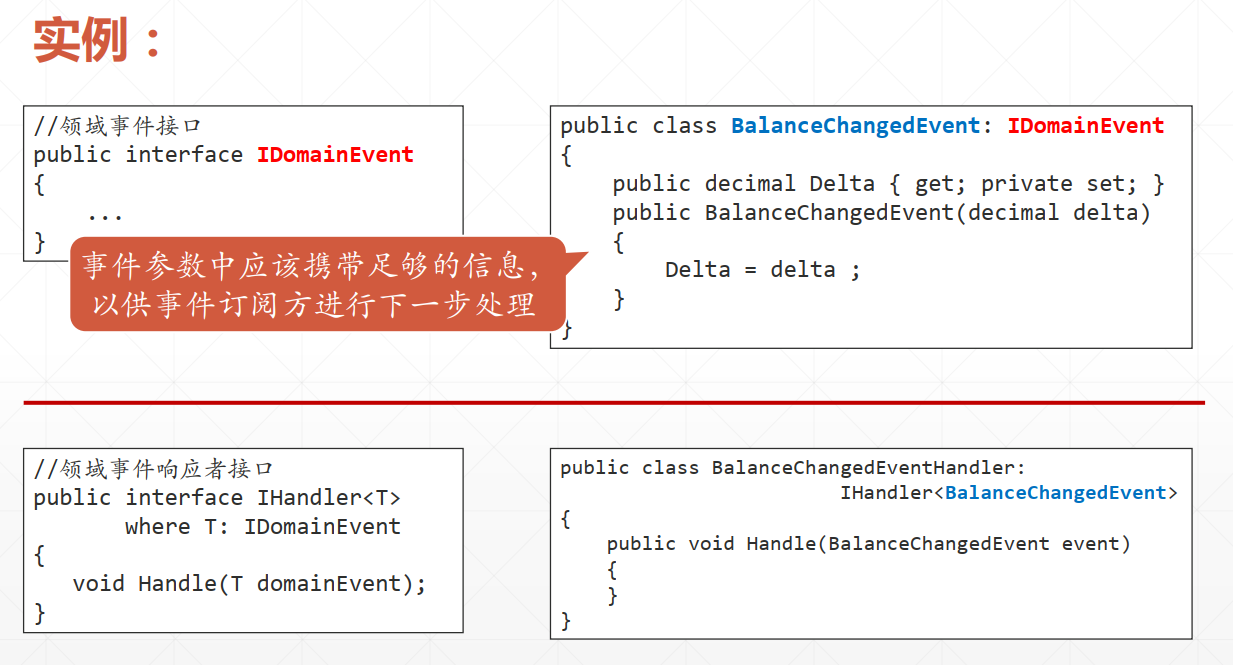 实例：
//领域事件接口
public interface IDomainEvent
{
...
}
事件参数中应该携带足够的信息，
以供事件订阅方进行下一步处理
public class BalanceChangedEvent: IDomainEvent
{
public decimal Delta { get; private set; }
public BalanceChangedEvent(decimal delta)
{
Delta = delta ;
}
}
//领域事件响应者接口
public interface IHandler<T>
where T: IDomainEvent
{
void Handle(T domainEvent);
}
public class BalanceChangedEventHandler:
IHandler<BalanceChangedEvent>
{
public void Handle(BalanceChangedEvent event)
{
}
}